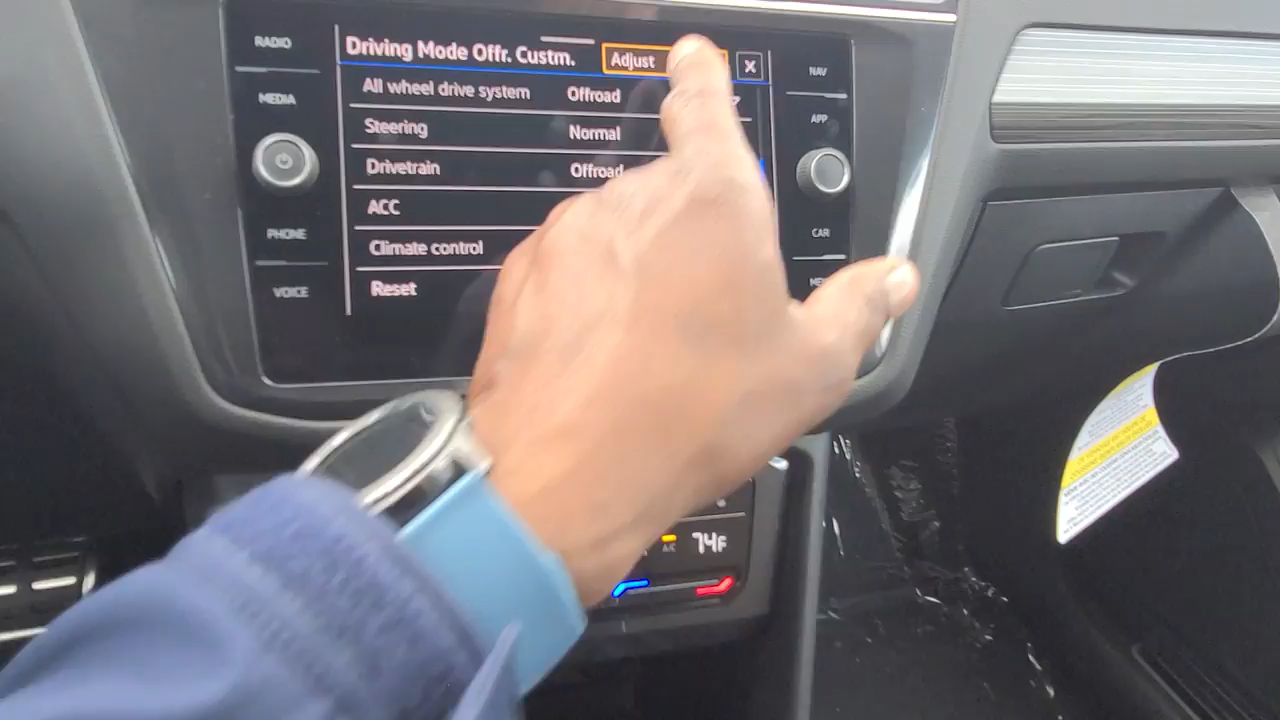 RADIO
MEDIA
PHONE
VOICE
Driving Mode Offr. Custm.
Adjust
X
All wheel drive system Offroad
Steering Normal
Drivetrain Offroad
ACC
Climate control
Reset
NAV
APP
CAR
A/C
74F